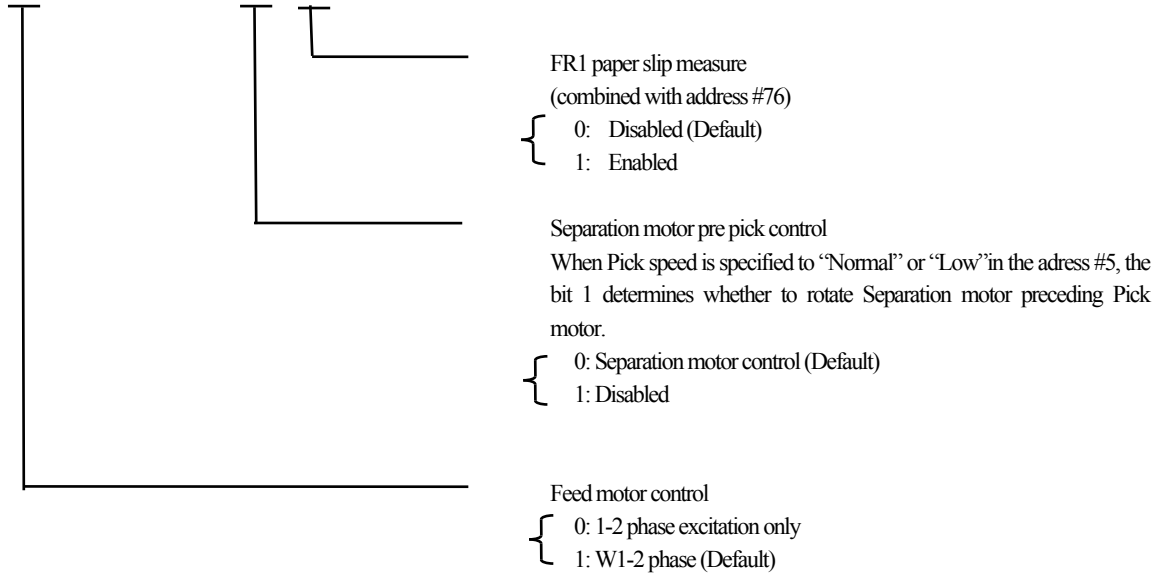 FR1 paper slip measure
(combined with address #76)
0: Disabled (Default)
1: Enabled
Separation motor pre pick control
When Pick speed is specified to “Normal” or “Low”in the adress #5, the
bit 1 determines whether to rotate Separation motor preceding Pick
motor.
0: Separation motor control (Default)
1: Disabled
Feed motor control
0: 1-2 phase excitation only
1: W1-2 phase (Default)